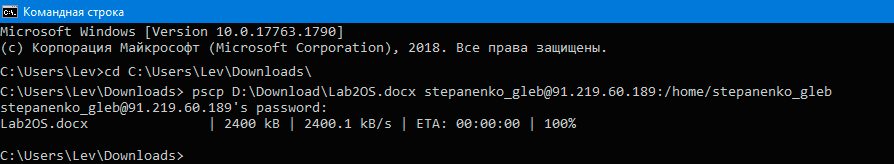 Командная строка
Microsoft Windows [Version 10.0.17763.1790]
(c) Корпорация Майкрософт (Microsoft Corporation), 2018. Все права защищены.
C:\Users\Lev>cd C:\Users\Lev\Downloads\
C:\Users\Lev\Downloads> pscp D:\Download\Lab2OS.docx stepanenko_gleb@91.219.60.189:/home/stepanenko_gleb
stepanenko_gleb@91.219.60.189's password:
Lab2OS.docx               | 2400 kB | 2400.1 kB/s | ETA: 00:00:00 | 100%
C:\Users\Lev\Downloads>